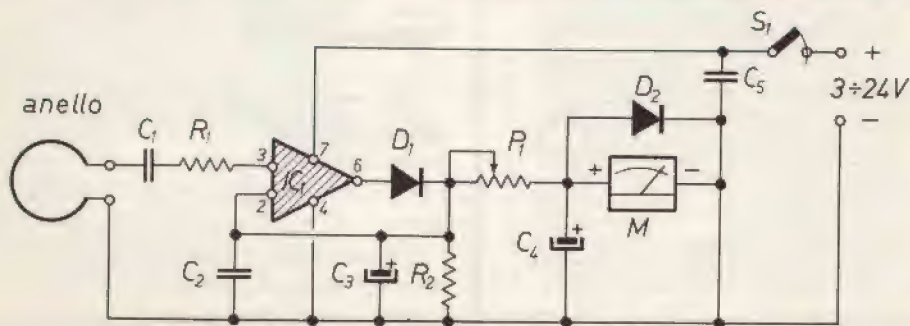 S1
+
3÷24V
−
C5
D2
anello
C1
R1
3
7
IC1
6
2
4
D1
P1
+
−
M
C2
C3
+
R2
C4
+